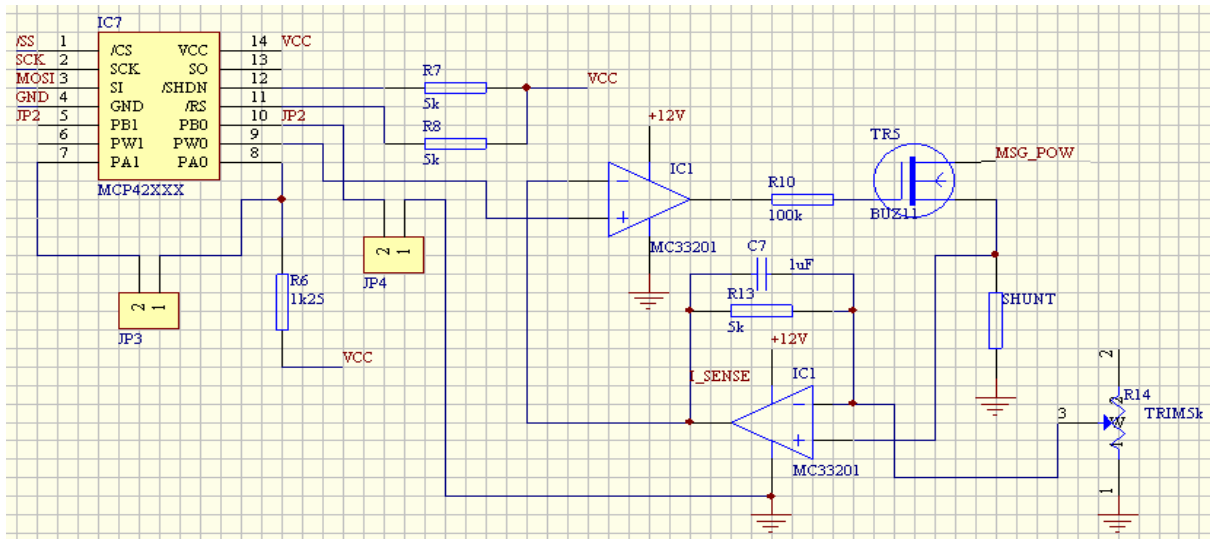 IC7
/SS 1 /CS VCC 14 VCC
SCK 2 SCK SO 13
MOSI 3 SI /SHDN 12
GND 4 GND /RS 11
JP2 5 PB1 PB0 10 JP2
6 PW1 PW0 9
7 PA1 PA0 8
MCP42XXX
R7
5k
VCC
R8
5k
+12V
IC1
MC33201
R10
100k
TR5
BUZ11
MSG_POW
C7
1uF
R13
5k
2 1
JP4
R6
1k25
VCC
2 1
JP3
SHUNT
+12V
I_SENSE
IC1
MC33201
2
R14
TRIM5k
3
W
2
1
1